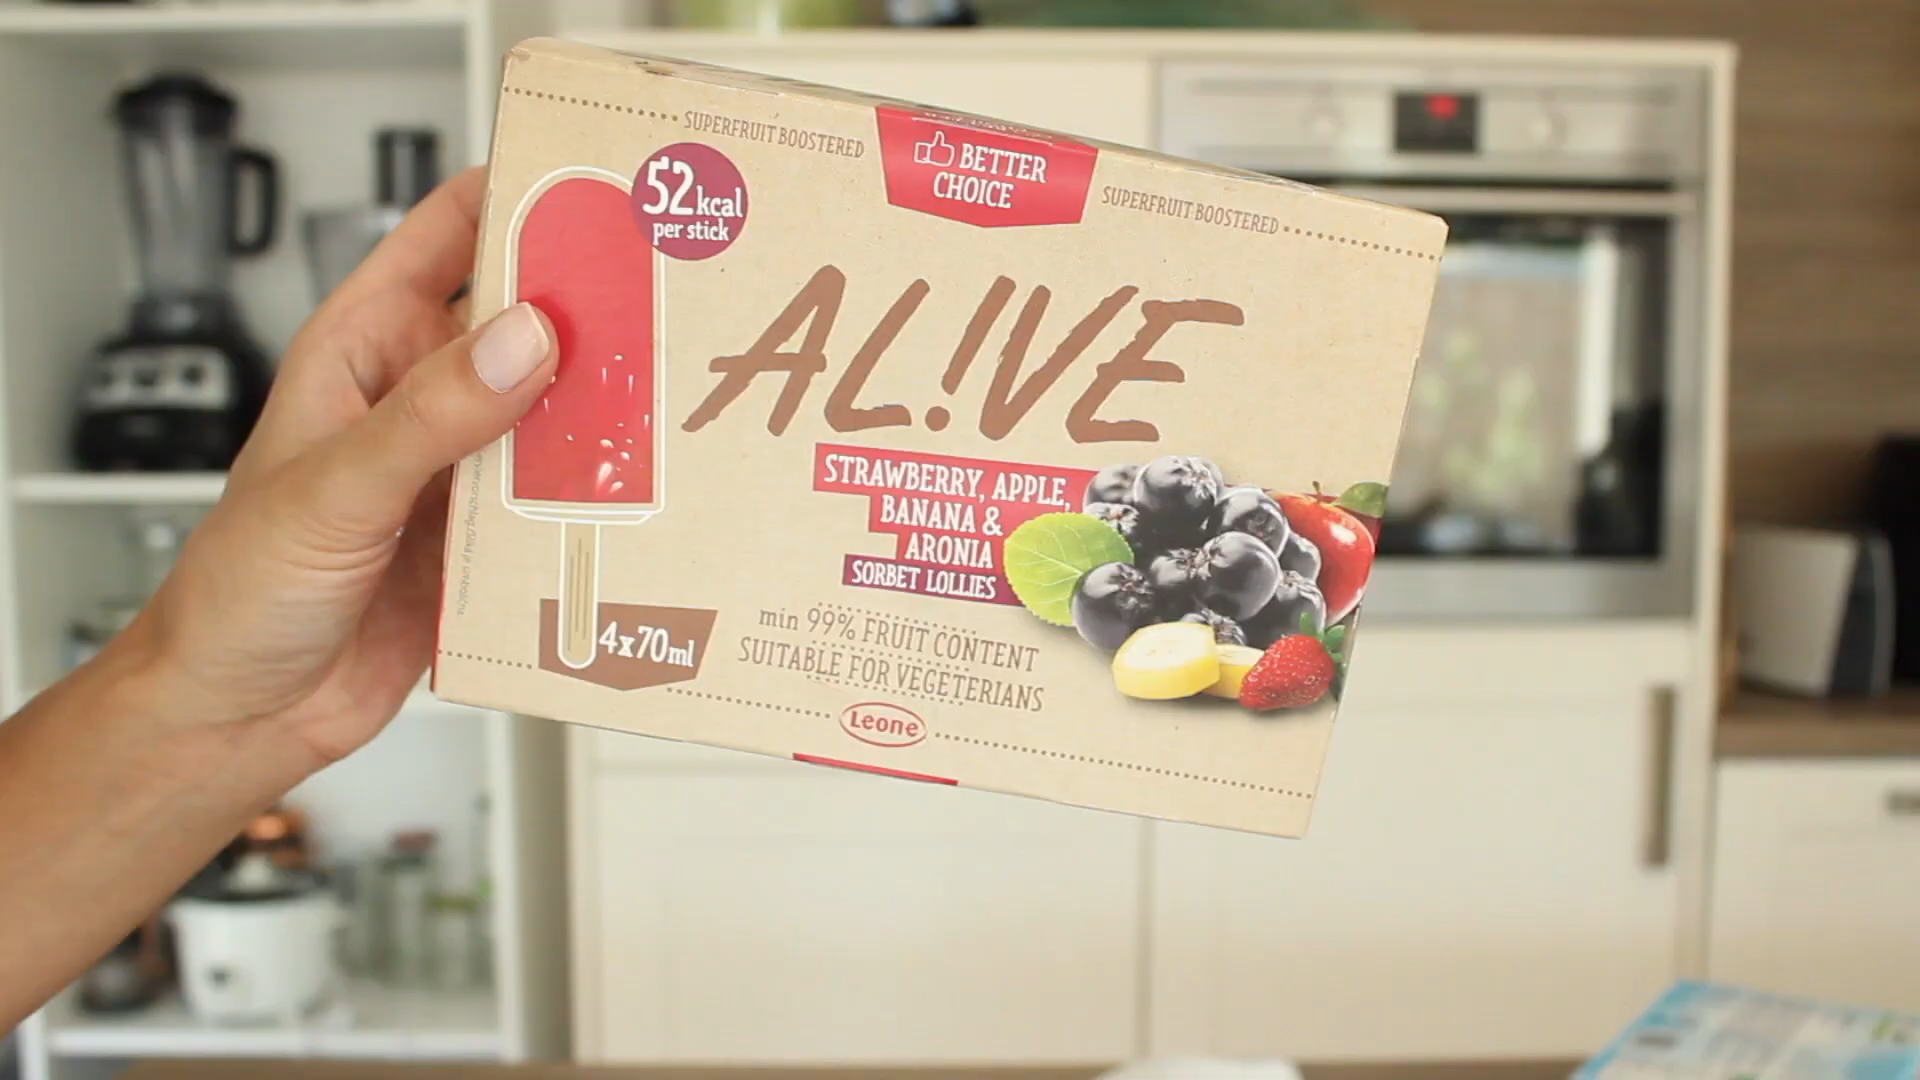 SUPERFRUIT BOOSTERED
BETTER
CHOICE
SUPERFRUIT BOOSTERED
52kcal
per stick
AL!VE
STRAWBERRY, APPLE,
BANANA &
ARONIA
SORBET LOLLIES
4x70ml
min 99% FRUIT CONTENT
SUITABLE FOR VEGETERIANS
Leone